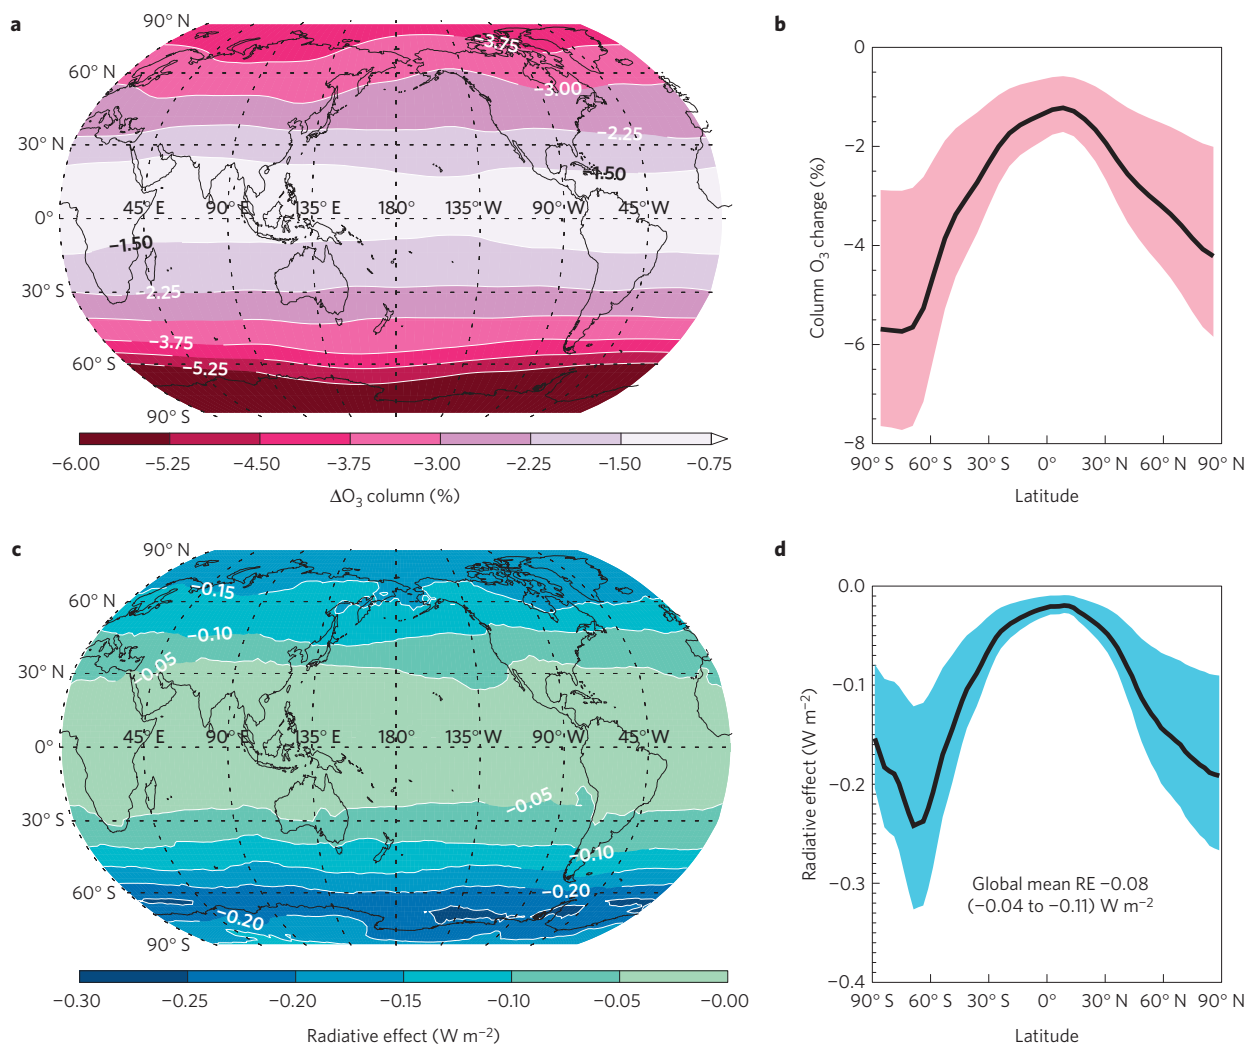 a
90° N
60° N
30° N
0°
30° S
60° S
90° S
45° E
90° E
135° E
180°
135° W
90° W
45° W
−3.75
−3.00
−2.25
−1.50
−1.50
−2.25
−3.75
−5.25
−6.00
−5.25
−4.50
−3.75
−3.00
−2.25
−1.50
−0.75
ΔO₃ column (%)
b
0
−2
−4
−6
−8
Column O₃ change (%)
90° S
60° S
30° S
0°
30° N
60° N
90° N
Latitude
c
90° N
60° N
30° N
0°
30° S
60° S
90° S
45° E
90° E
135° E
180°
135° W
90° W
45° W
−0.15
−0.10
−0.05
−0.05
−0.10
−0.20
−0.20
−0.30
−0.25
−0.20
−0.15
−0.10
−0.05
−0.00
Radiative effect (W m⁻²)
d
0.0
−0.1
−0.2
−0.3
−0.4
Radiative effect (W m⁻²)
Global mean RE −0.08
(−0.04 to −0.11) W m⁻²
90° S
60° S
30° S
0°
30° N
60° N
90° N
Latitude